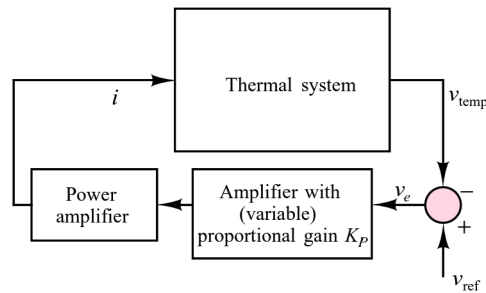 Thermal system
i
v_temp
Power
amplifier
Amplifier with
(variable)
proportional gain K_P
v_e
−
+
v_ref